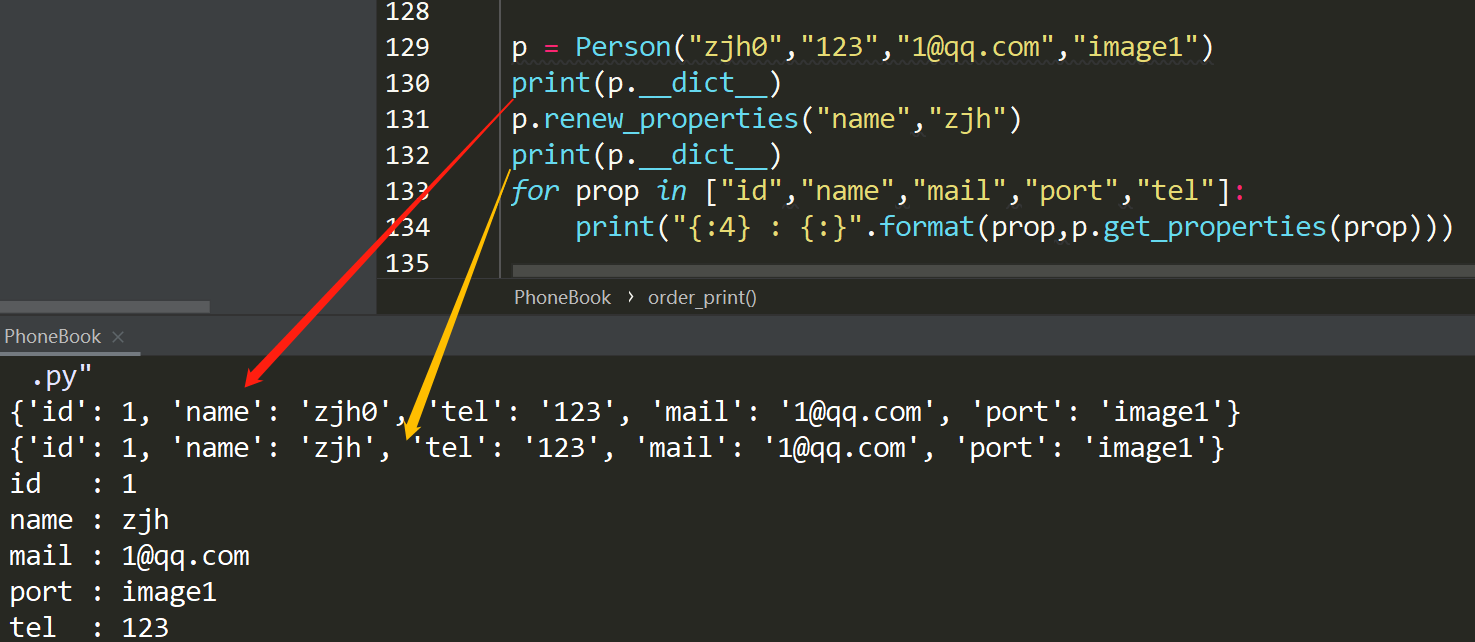 128
129 p = Person("zjh0","123","1@qq.com","image1")
130 print(p.__dict__)
131 p.renew_properties("name","zjh")
132 print(p.__dict__)
133 for prop in ["id","name","mail","port","tel"]:
134 print("{:4} : {:}".format(prop,p.get_properties(prop)))
135
PhoneBook › order_print()
PhoneBook ×
.py"
{'id': 1, 'name': 'zjh0', 'tel': '123', 'mail': '1@qq.com', 'port': 'image1'}
{'id': 1, 'name': 'zjh', 'tel': '123', 'mail': '1@qq.com', 'port': 'image1'}
id : 1
name : zjh
mail : 1@qq.com
port : image1
tel : 123